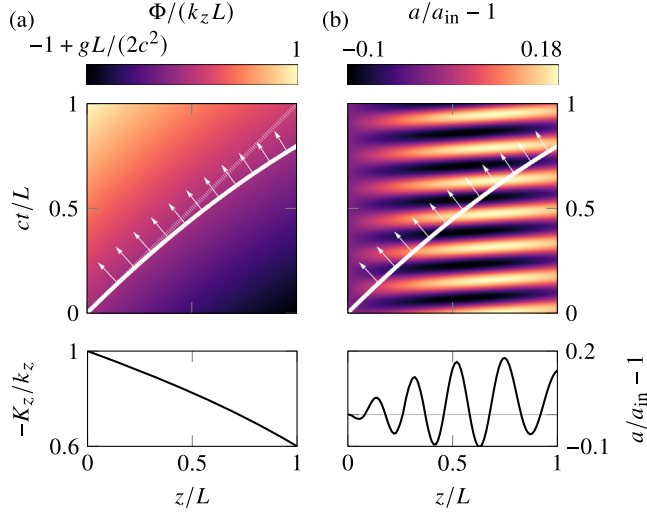 (a) Φ/(k_z L) (b) a/a_in − 1
−1 + gL/(2c²) 1 −0.1 0.18
1 1
ct/L 0.5 0.5 ct/L
0 0
1 0.2
−K_z/k_z a/a_in − 1
0.6 −0.1
0 0.5 1 0 0.5 1
z/L z/L